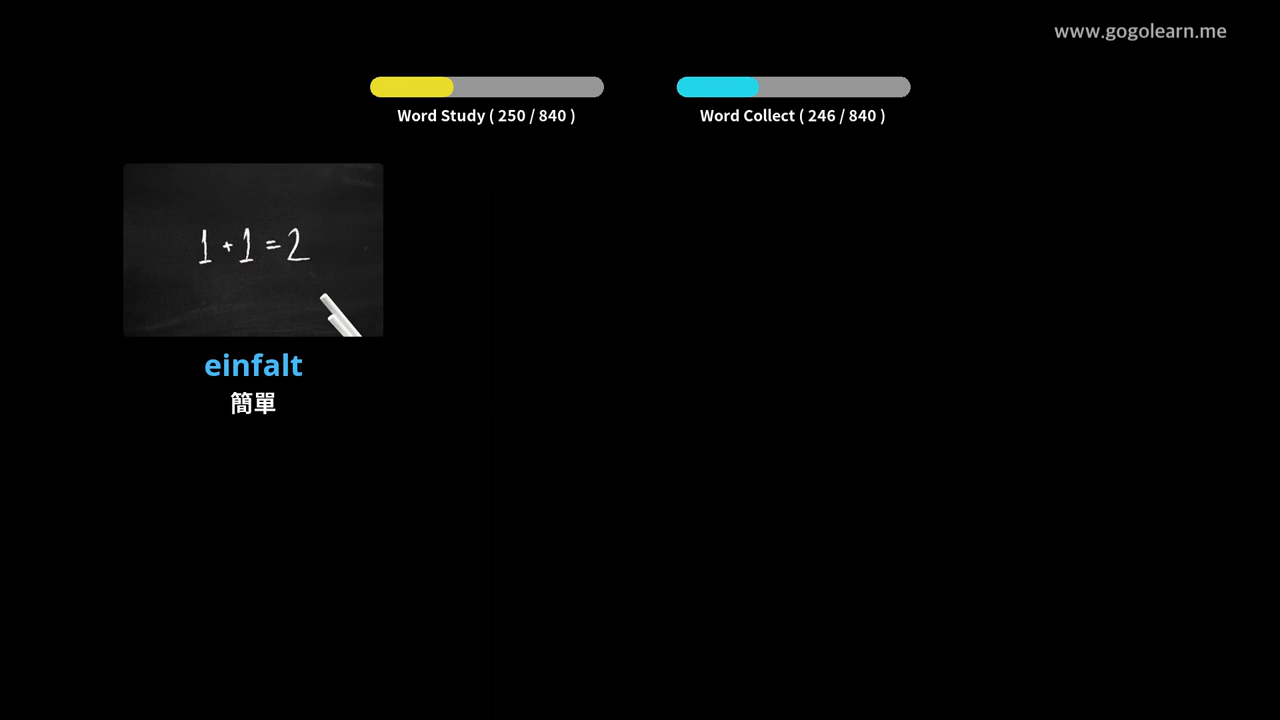 www.gogolearn.me
Word Study ( 250 / 840 )
Word Collect ( 246 / 840 )
1 + 1 = 2
einfalt
簡單